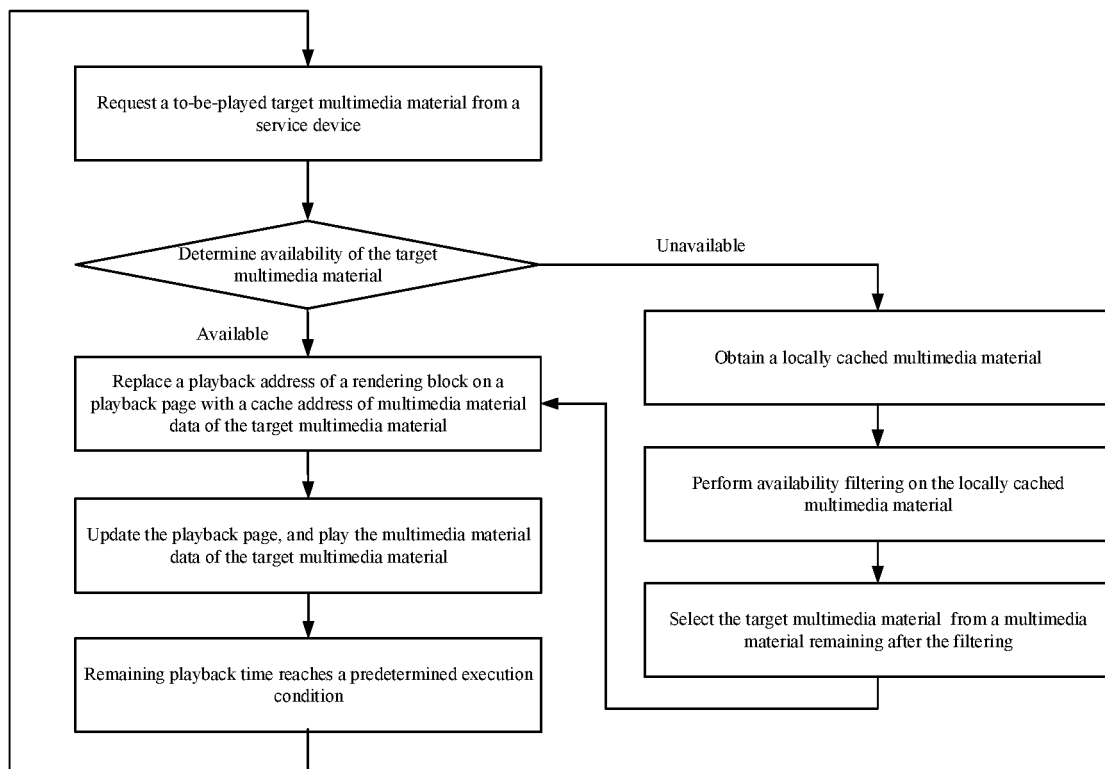 Request a to-be-played target multimedia material from a
service device
Determine availability of the target
multimedia material
Unavailable
Available
Obtain a locally cached multimedia material
Replace a playback address of a rendering block on a
playback page with a cache address of multimedia material
data of the target multimedia material
Perform availability filtering on the locally cached
multimedia material
Update the playback page, and play the multimedia material
data of the target multimedia material
Select the target multimedia material from a multimedia
material remaining after the filtering
Remaining playback time reaches a predetermined execution
condition